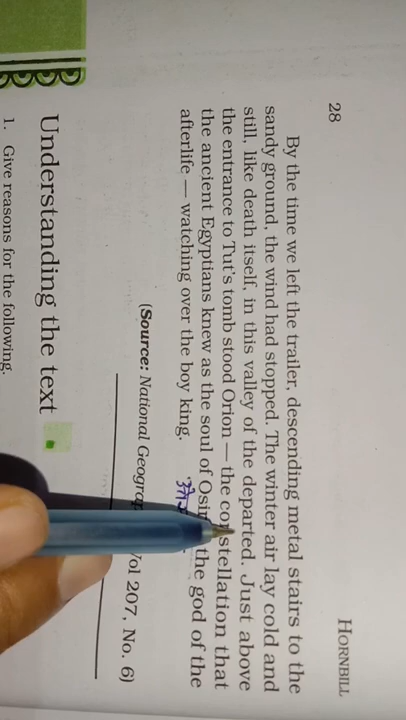 28
HORNBILL
By the time we left the trailer, descending metal stairs to the
sandy ground, the wind had stopped. The winter air lay cold and
still, like death itself, in this valley of the departed. Just above
the entrance to Tut's tomb stood Orion — the constellation that
the ancient Egyptians knew as the soul of the god of the
afterlife — watching over the boy king.
(Source: National Vol 207, No. 6)
Understanding the text
1. Give reasons for the following.